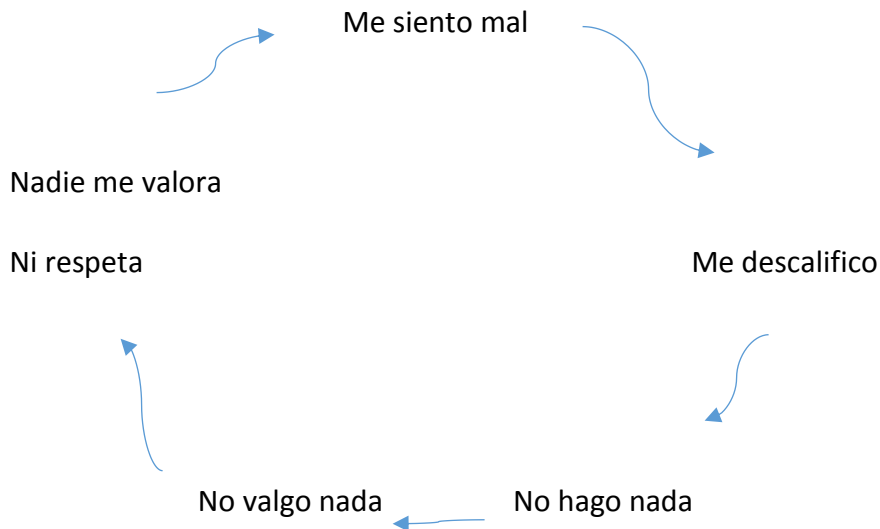 Me siento mal
Nadie me valora
Ni respeta
Me descalifico
No valgo nada
No hago nada